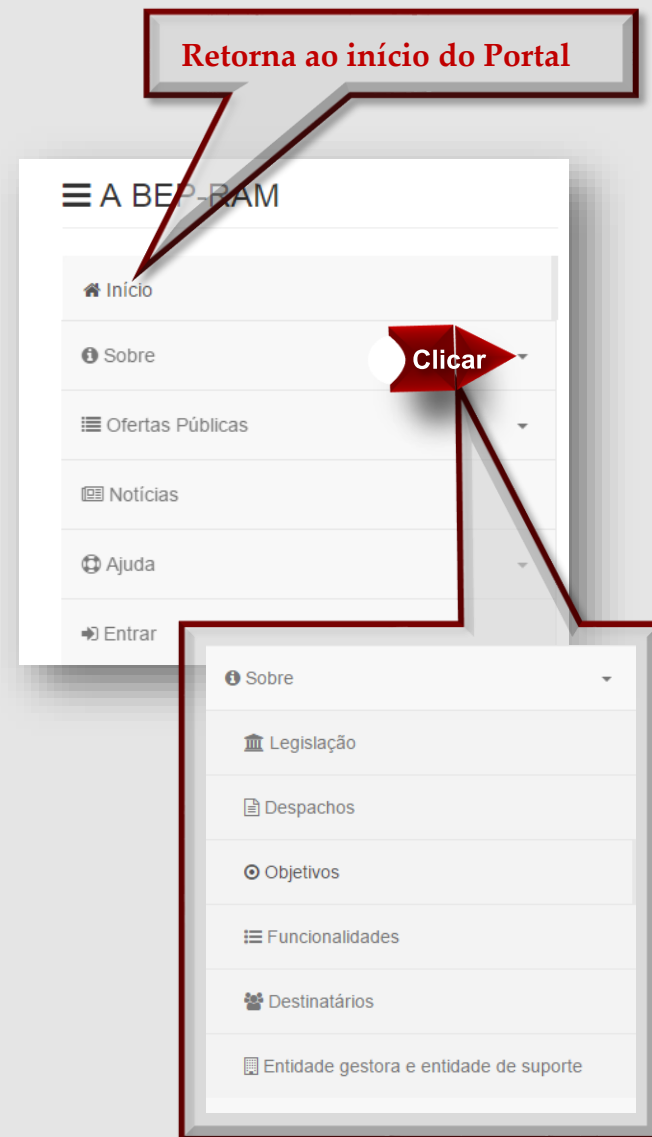 Retorna ao início do Portal
A BEP-RAM
Início
Sobre
Clicar
Ofertas Públicas
Notícias
Ajuda
Entrar
Sobre
Legislação
Despachos
Objetivos
Funcionalidades
Destinatários
Entidade gestora e entidade de suporte